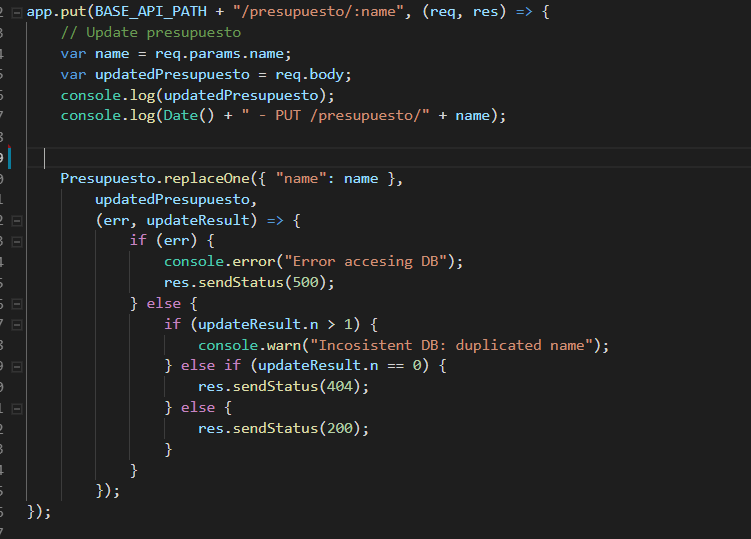 app.put(BASE_API_PATH + "/presupuesto/:name", (req, res) => {
// Update presupuesto
var name = req.params.name;
var updatedPresupuesto = req.body;
console.log(updatedPresupuesto);
console.log(Date() + " - PUT /presupuesto/" + name);
Presupuesto.replaceOne({ "name": name },
updatedPresupuesto,
(err, updateResult) => {
if (err) {
console.error("Error accesing DB");
res.sendStatus(500);
} else {
if (updateResult.n > 1) {
console.warn("Incosistent DB: duplicated name");
} else if (updateResult.n == 0) {
res.sendStatus(404);
} else {
res.sendStatus(200);
}
}
});
});